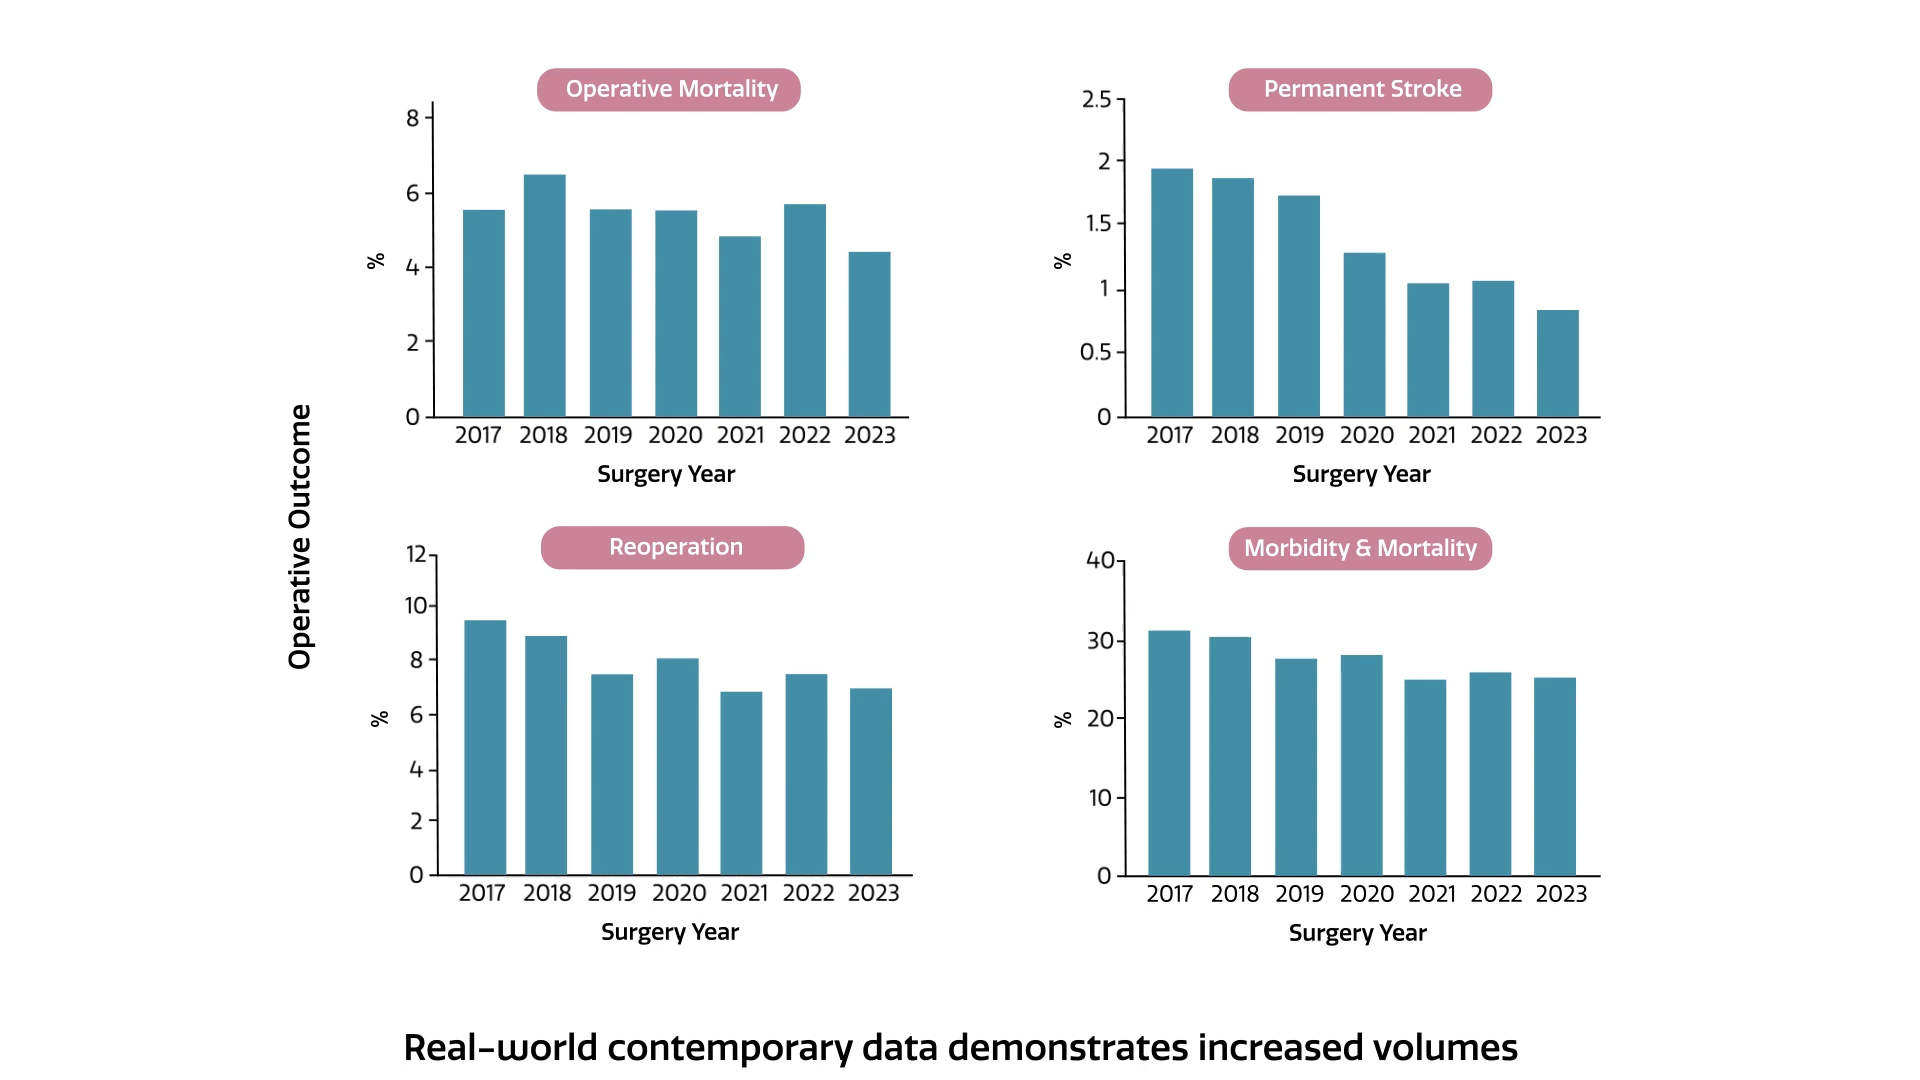 Operative Outcome
Operative Mortality
%
8
6
4
2
0
2017 2018 2019 2020 2021 2022 2023
Surgery Year
Permanent Stroke
%
2.5
2
1.5
1
0.5
0
2017 2018 2019 2020 2021 2022 2023
Surgery Year
Reoperation
%
12
10
8
6
4
2
0
2017 2018 2019 2020 2021 2022 2023
Surgery Year
Morbidity & Mortality
%
40
30
20
10
0
2017 2018 2019 2020 2021 2022 2023
Surgery Year
Real-world contemporary data demonstrates increased volumes